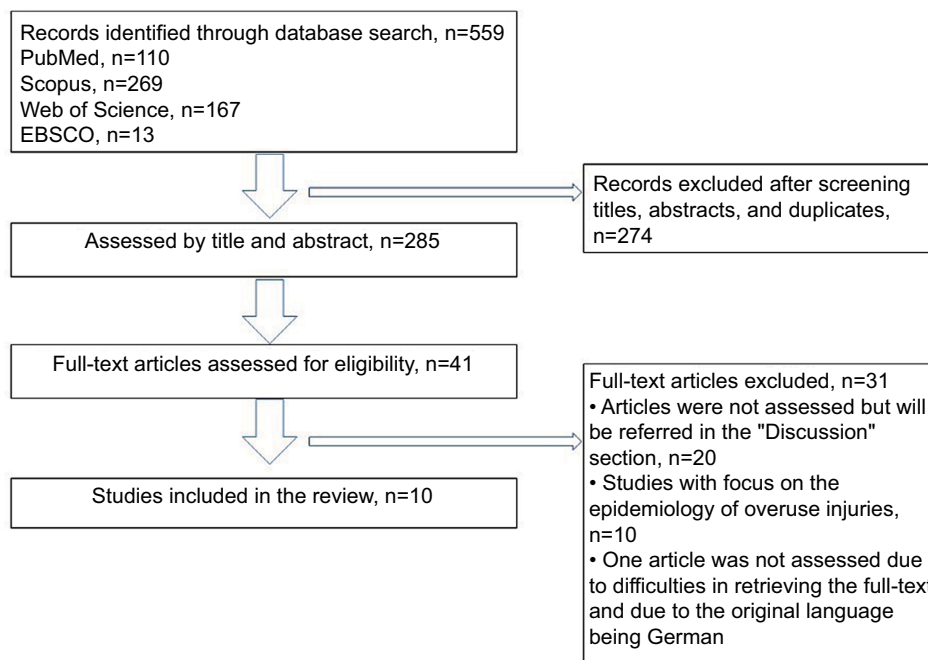 Records identified through database search, n=559
PubMed, n=110
Scopus, n=269
Web of Science, n=167
EBSCO, n=13
Records excluded after screening
titles, abstracts, and duplicates,
n=274
Assessed by title and abstract, n=285
Full-text articles assessed for eligibility, n=41
Full-text articles excluded, n=31
• Articles were not assessed but will
be referred in the "Discussion"
section, n=20
• Studies with focus on the
epidemiology of overuse injuries,
n=10
• One article was not assessed due
to difficulties in retrieving the full-text
and due to the original language
being German
Studies included in the review, n=10